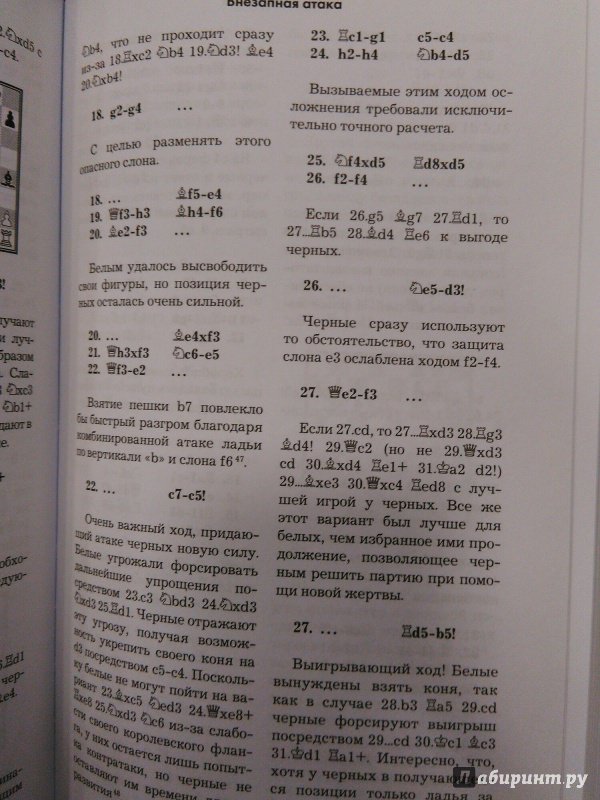 Внезапная атака
♘b4, что не проходит сразу
из-за 18.♖xc2 ♘b4 19.♘d3! ♗e4
20.♘xb4!
18. g2-g4 ...
С целью разменять этого
опасного слона.
18. ... ♗f5-e4
19. ♕f3-h3 ♗h4-f6
20. ♗e2-f3 ...
Белым удалось высвободить
свои фигуры, но позиция чер-
ных осталась очень сильной.
20. ... ♗e4xf3
21. ♕h3xf3 ♘c6-e5
22. ♕f3-e2 ...
Взятие пешки b7 повлекло
бы быстрый разгром благодаря
комбинированной атаке ладьи
по вертикали «b» и слона f6⁴⁷.
22. ... c7-c5!
Очень важный ход, придаю-
щий атаке черных новую силу.
Белые угрожали форсировать
дальнейшие упрощения по-
средством 23.c3 ♘bd3 24.♘xd3
♘xd3 25.♖d1. Черные отражают
эту угрозу, получая возмож-
ность укрепить своего коня на
d3 посредством c5-c4. Посколь-
ку белые не могут пойти на ва-
риант 23.♗xc5 ♘ed3 24.♕xe8+
♖xe8 25.♘xd3 ♘c6 из-за слабо-
сти своего королевского флан-
га, у них остается лишь попыт-
ка контратаки, но черные не
оставляют им времени для
развития⁴⁸
23. ♖c1-g1 c5-c4
24. h2-h4 ♘b4-d5
Вызываемые этим ходом ос-
ложнения требовали исключи-
тельно точного расчета.
25. ♘f4xd5 ♖d8xd5
26. f2-f4 ...
Если 26.g5 ♗g7 27.♖d1, то
27...♖b5 28.♗d4 ♖e6 к выгоде
черных.
26. ... ♘e5-d3!
Черные сразу используют
то обстоятельство, что защита
слона e3 ослаблена ходом f2-f4.
27. ♕e2-f3 ...
Если 27.cd, то 27...♖xd3 28.♖g3
♗d4! 29.♕c2 (но не 29.♕xd3
cd 30.♗xd4 ♖e1+ 31.♔a2 d2!)
29...♗xe3 30.♕xc4 ♖ed8 с луч-
шей игрой у черных. Все же
этот вариант был лучше для
белых, чем избранное ими про-
должение, позволяющее чер-
ным решить партию при помо-
щи новой жертвы.
27. ... ♖d5-b5!
Выигрывающий ход! Белые
вынуждены взять коня, так
как в случае 28.b3 ♖a5 29.cd
черные форсируют выигрыш
посредством 29...cd 30.♔c1 ♗c3
31.♔d1 ♖a1+. Интересно, что,
хотя у черных в получающей-
ся позиции только ладья за
лабиринт.ру